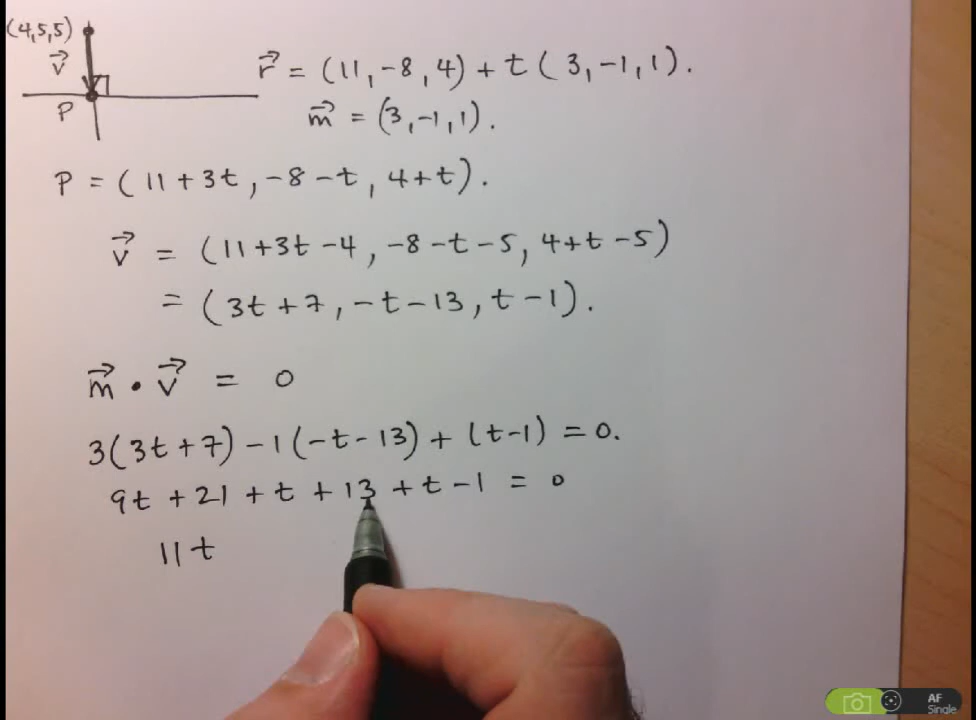 (4,5,5)
v⃗
P
r⃗ = (11, -8, 4) + t (3, -1, 1).
m⃗ = (3, -1, 1).
P = (11 + 3t, -8 - t, 4 + t).
v⃗ = (11 + 3t - 4, -8 - t - 5, 4 + t - 5)
= (3t + 7, -t - 13, t - 1).
m⃗ • v⃗ = 0
3(3t + 7) - 1(-t - 13) + (t - 1) = 0.
9t + 21 + t + 13 + t - 1 = 0
11t
AF
Single